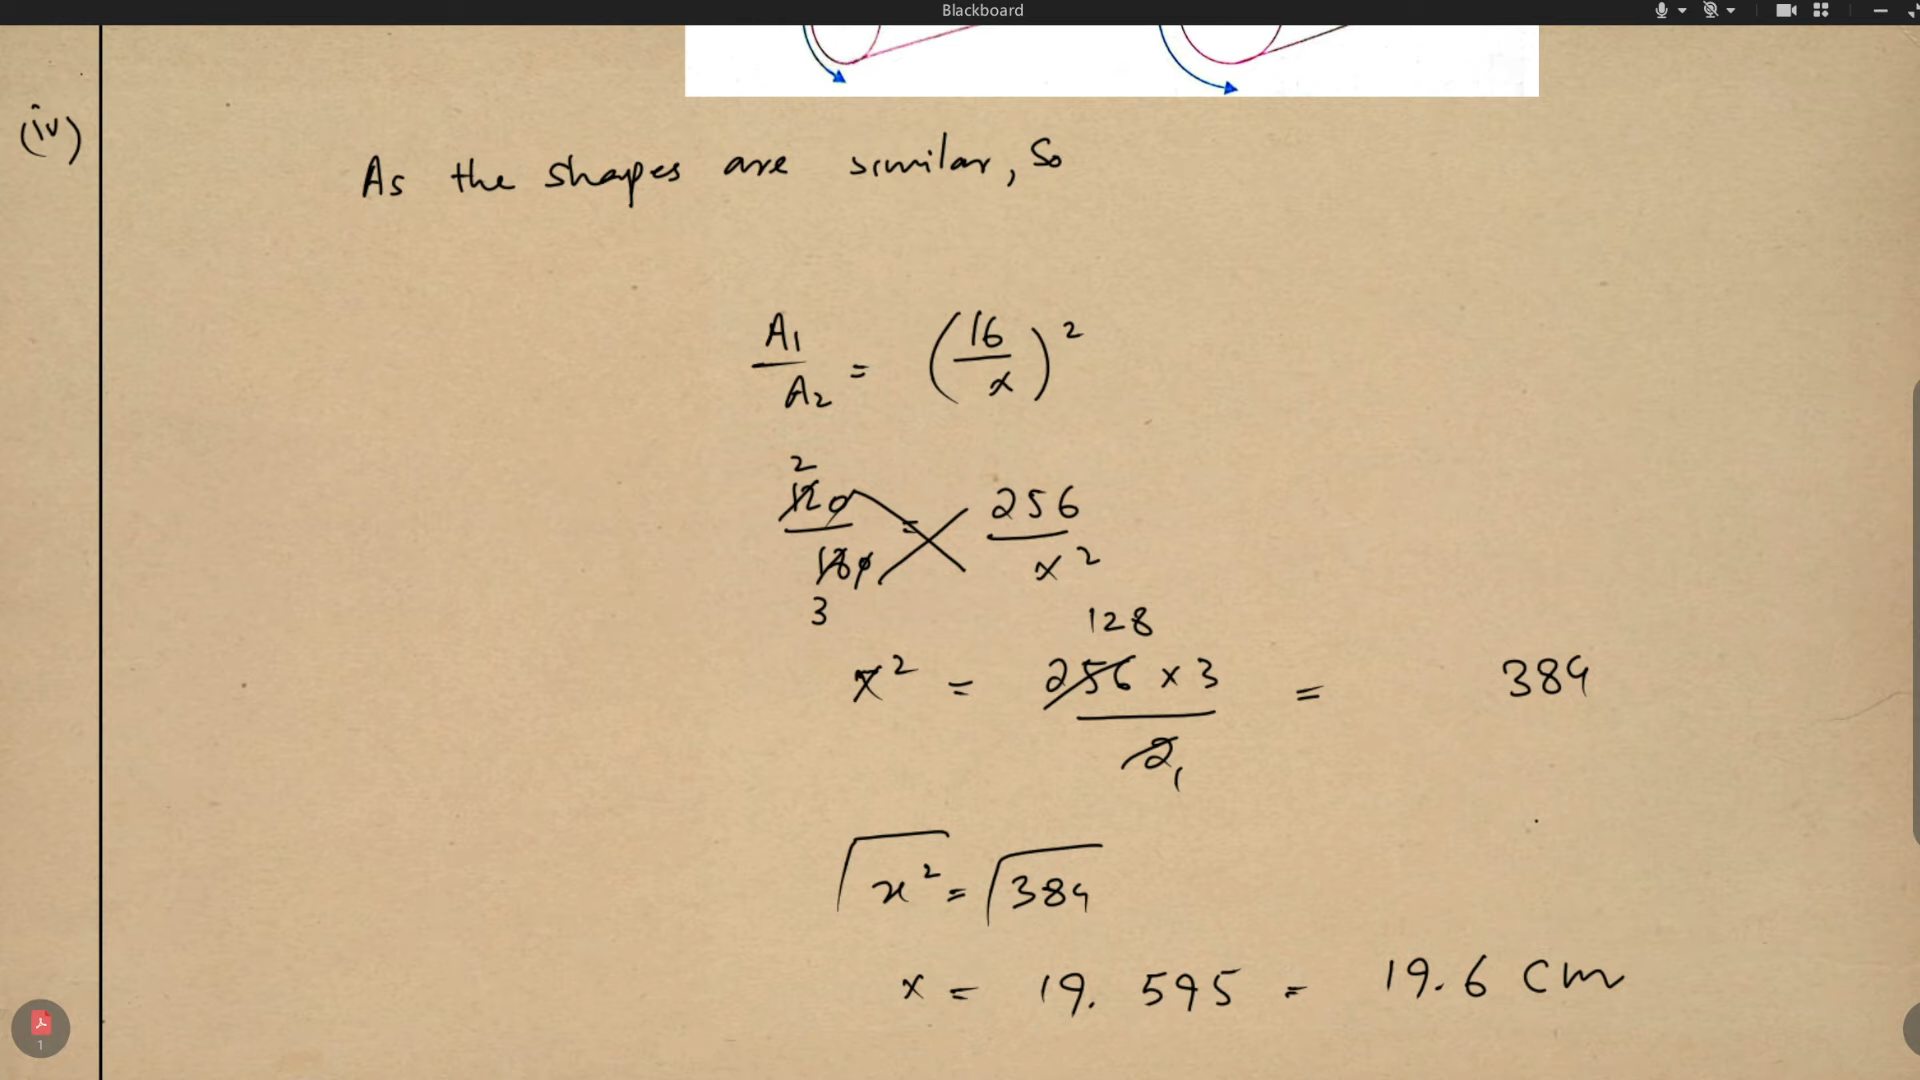 Blackboard
(iv)
As the shapes are similar, So
A1/A2 = (16/x)²
2
120/180 = 256/x²
3
128
x² = 256 x 3/2 = 384
1
√x² = √384
x = 19.595 = 19.6 cm
1